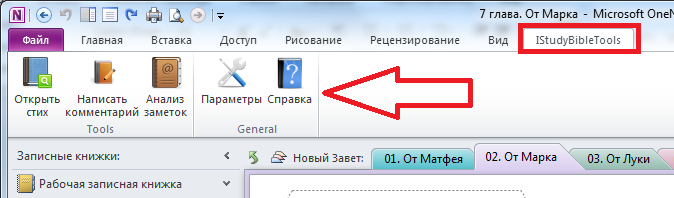 7 глава. От Марка - Microsoft OneN
Файл Главная Вставка Доступ Рисование Рецензирование Вид IStudyBibleTools
Открыть стих
Написать комментарий
Анализ заметок
Параметры
Справка
Tools
General
Записные книжки:
Новый Завет: 01. От Матфея 02. От Марка 03. От Луки
Рабочая записная книжка